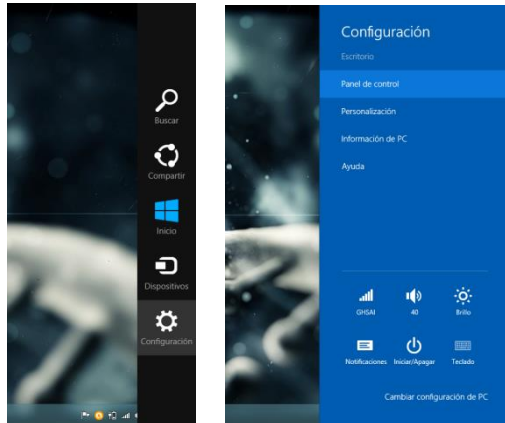 Buscar
Compartir
Inicio
Dispositivos
Configuración
Configuración
Escritorio
Panel de control
Personalización
Información de PC
Ayuda
GHSAI 40 Brillo
Notificaciones Iniciar/Apagar Teclado
Cambiar configuración de PC